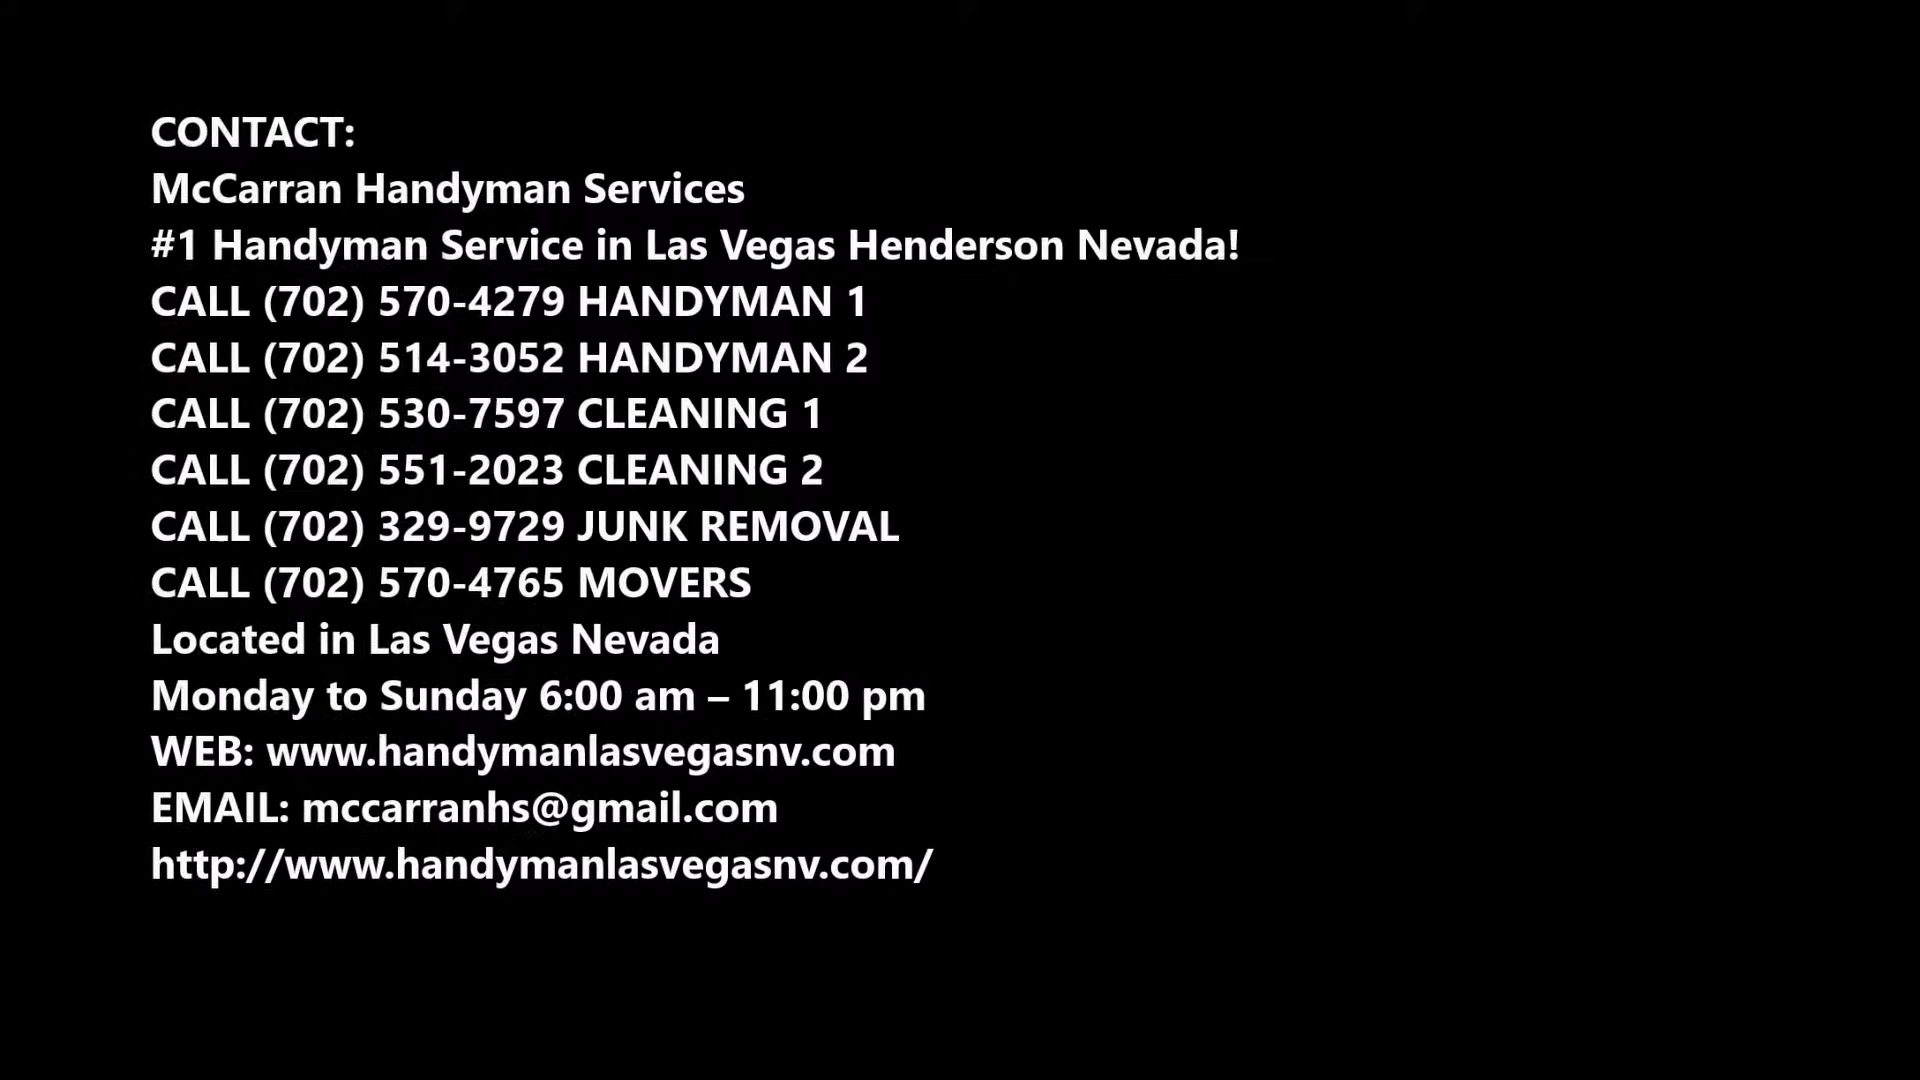 CONTACT:
McCarran Handyman Services
#1 Handyman Service in Las Vegas Henderson Nevada!
CALL (702) 570-4279 HANDYMAN 1
CALL (702) 514-3052 HANDYMAN 2
CALL (702) 530-7597 CLEANING 1
CALL (702) 551-2023 CLEANING 2
CALL (702) 329-9729 JUNK REMOVAL
CALL (702) 570-4765 MOVERS
Located in Las Vegas Nevada
Monday to Sunday 6:00 am – 11:00 pm
WEB: www.handymanlasvegasnv.com
EMAIL: mccarranhs@gmail.com
http://www.handymanlasvegasnv.com/